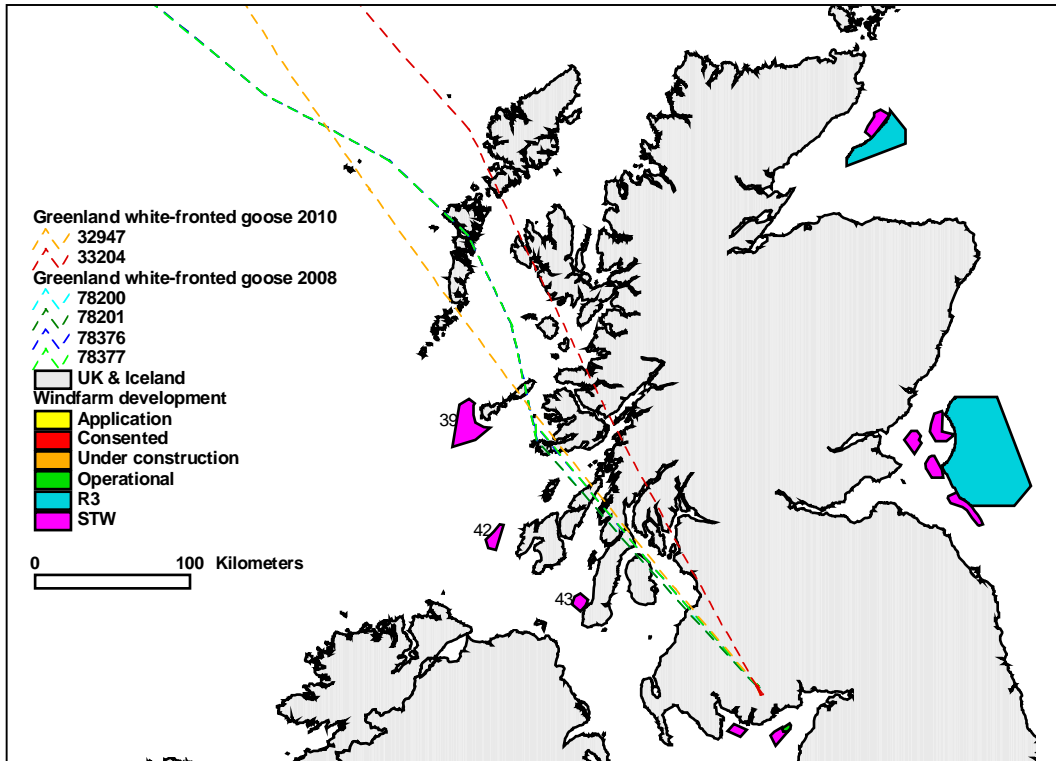 Greenland white-fronted goose 2010
32947
33204
Greenland white-fronted goose 2008
78200
78201
78376
78377
UK & Iceland
Windfarm development
Application
Consented
Under construction
Operational
R3
STW
0 100 Kilometers
39
42
43